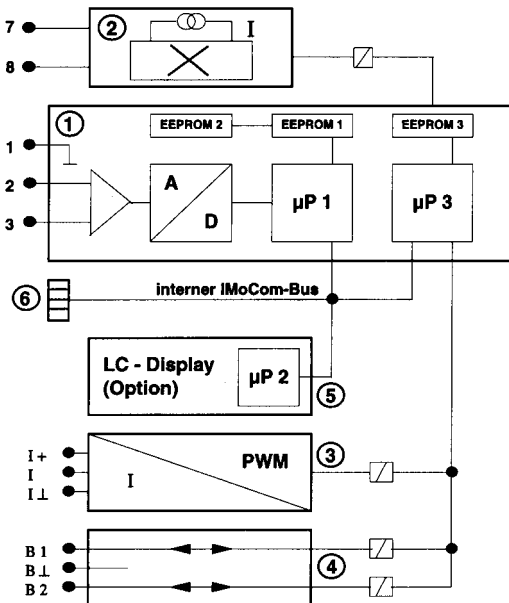 7
2
I
8
1
EEPROM 2
EEPROM 1
EEPROM 3
1
2
3
A
D
µP 1
µP 3
6
interner IMoCom-Bus
LC - Display
(Option)
µP 2
5
I +
I
I ⊥
I
PWM
3
B 1
B ⊥
B 2
4